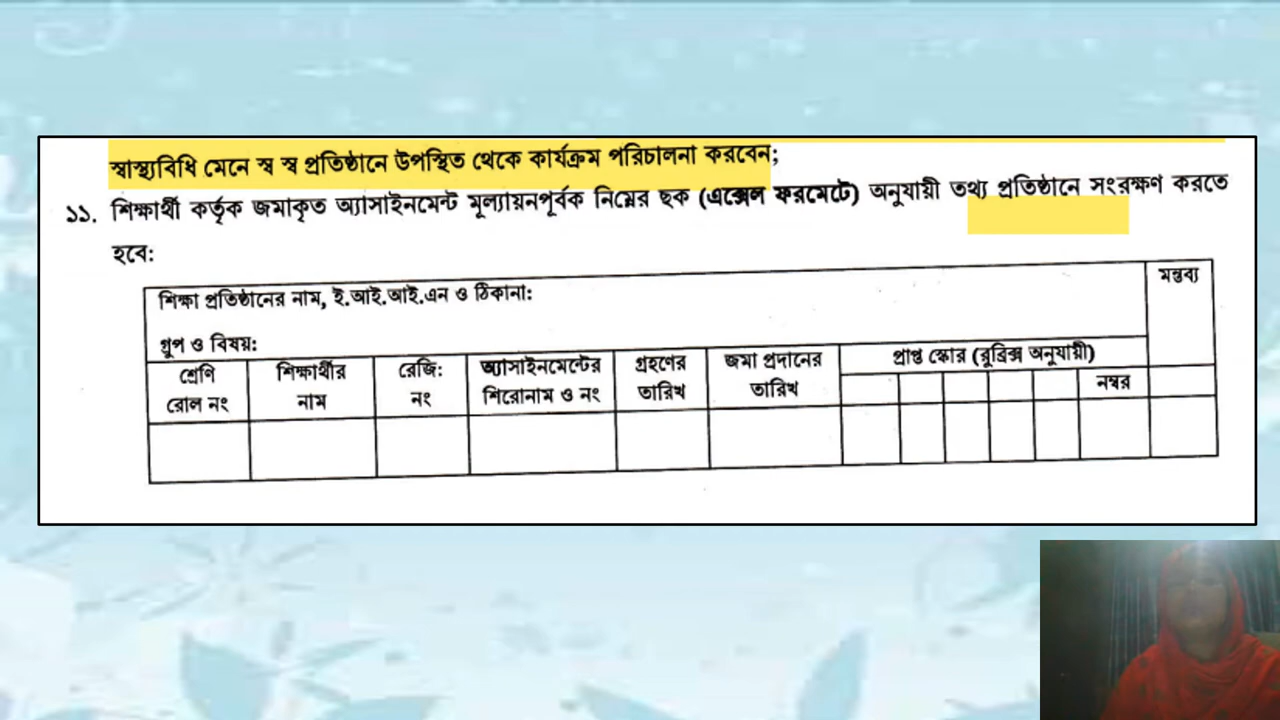 স্বাস্থ্যবিধি মেনে স্ব স্ব প্রতিষ্ঠানে উপস্থিত থেকে কার্যক্রম পরিচালনা করবেন;
১১. শিক্ষার্থী কর্তৃক জমাকৃত অ্যাসাইনমেন্ট মূল্যায়নপূর্বক নিম্নের ছক (এক্সেল ফরমেটে) অনুযায়ী তথ্য প্রতিষ্ঠানে সংরক্ষণ করতে
হবে:
শিক্ষা প্রতিষ্ঠানের নাম, ই.আই.আই.এন ও ঠিকানা:
মন্তব্য
গ্রুপ ও বিষয়:
শ্রেণি রোল নং
শিক্ষার্থীর নাম
রেজি: নং
অ্যাসাইনমেন্টের শিরোনাম ও নং
গ্রহণের তারিখ
জমা প্রদানের তারিখ
প্রাপ্ত স্কোর (রুব্রিক্স অনুযায়ী)
নম্বর